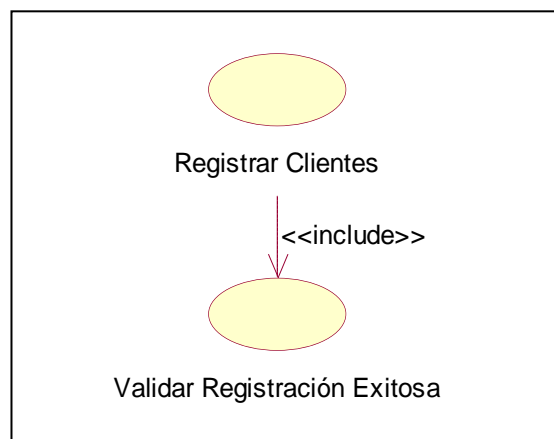 Registrar Clientes
<<include>>
Validar Registración Exitosa